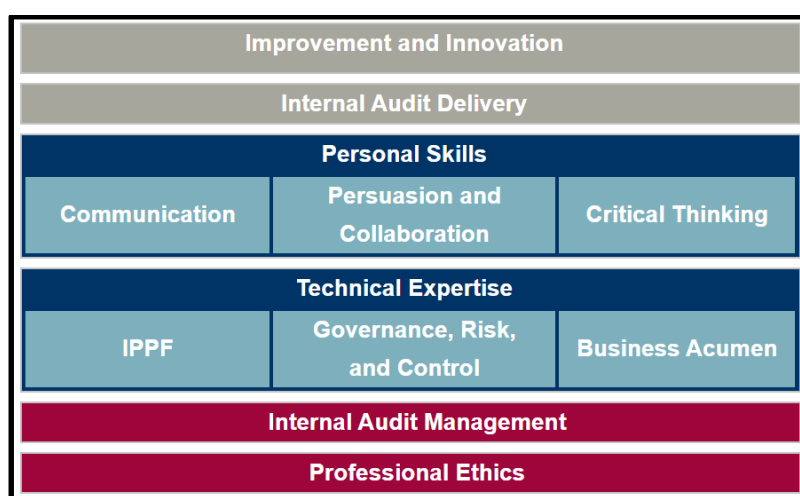 Improvement and Innovation
Internal Audit Delivery
Personal Skills
Communication
Persuasion and
Collaboration
Critical Thinking
Technical Expertise
IPPF
Governance, Risk,
and Control
Business Acumen
Internal Audit Management
Professional Ethics